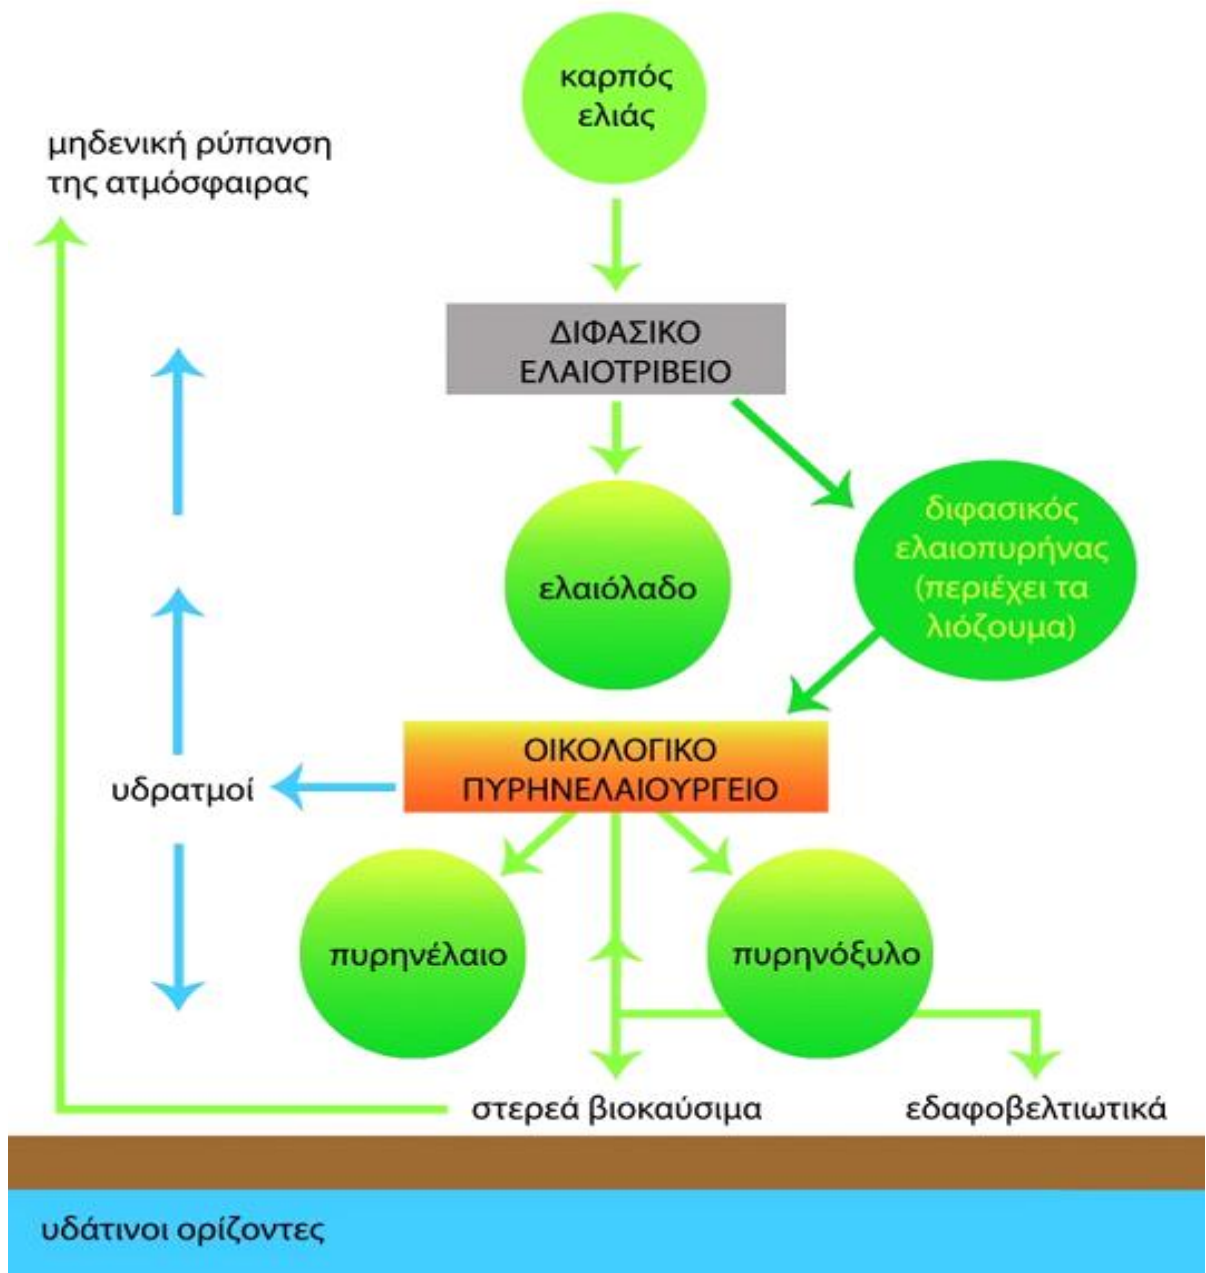 καρπός
ελιάς
μηδενική ρύπανση
της ατμόσφαιρας
ΔΙΦΑΣΙΚΟ
ΕΛΑΙΟΤΡΙΒΕΙΟ
διφασικός
ελαιοπυρήνας
(περιέχει τα
λιόζουμα)
ελαιόλαδο
ΟΙΚΟΛΟΓΙΚΟ
ΠΥΡΗΝΕΛΑΙΟΥΡΓΕΙΟ
υδρατμοί
πυρηνέλαιο
πυρηνόξυλο
στερεά βιοκαύσιμα
εδαφοβελτιωτικά
υδάτινοι ορίζοντες